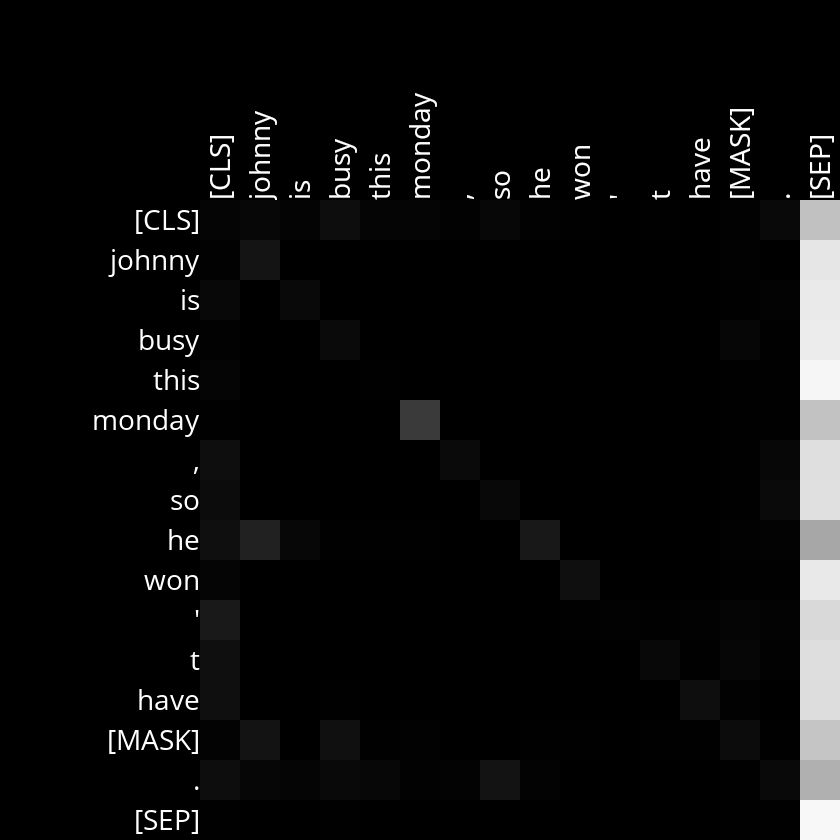 [CLS] johnny is busy this monday , so he won ' t have [MASK] . [SEP]
[CLS]
johnny
is
busy
this
monday
,
so
he
won
'
t
have
[MASK]
.
[SEP]